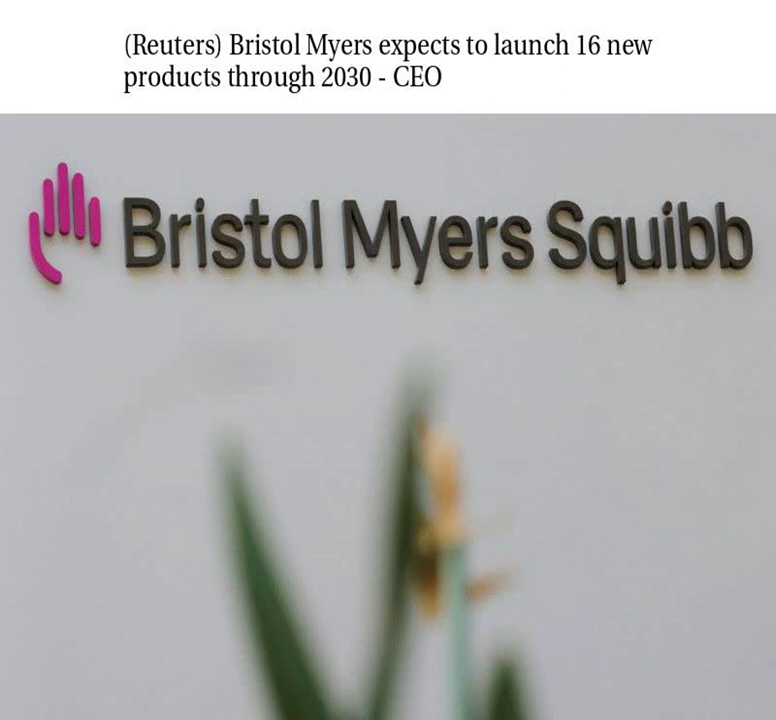 (Reuters) Bristol Myers expects to launch 16 new
products through 2030 - CEO
Bristol Myers Squibb